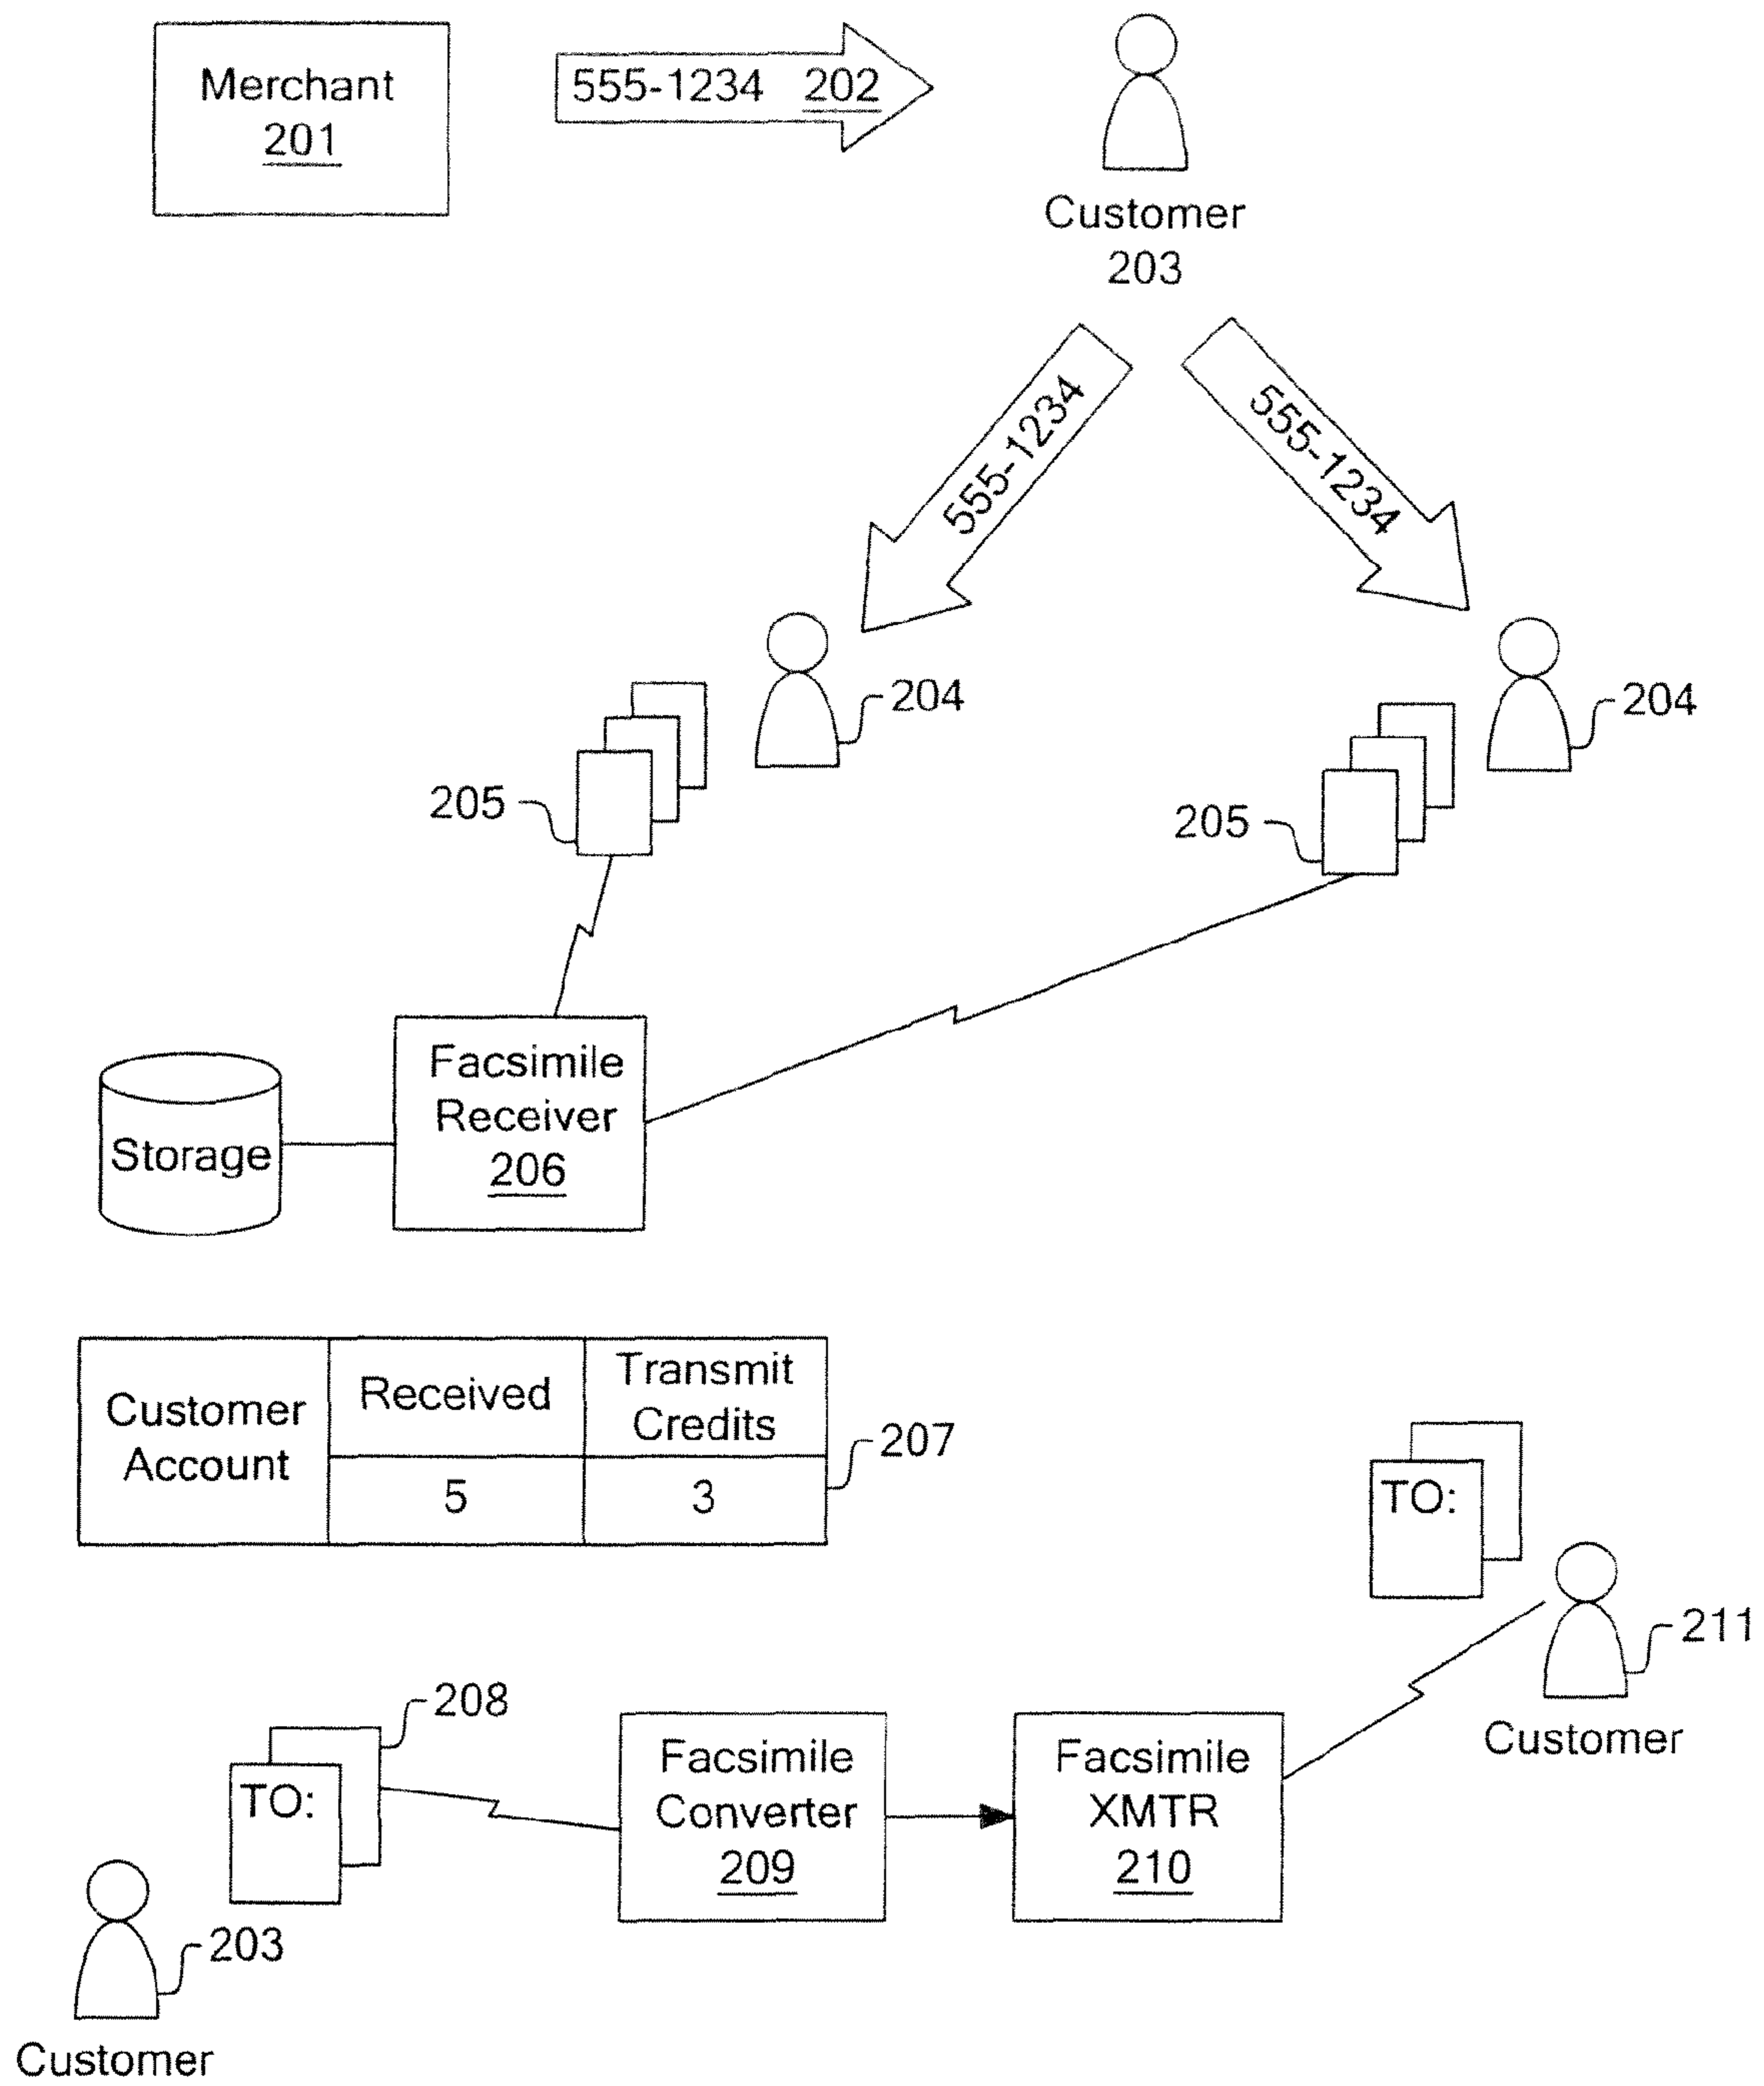 Merchant
201
555-1234 202
Customer
203
555-1234
555-1234
204
204
205
205
Facsimile
Receiver
206
Storage
Customer
Account
Received
Transmit
Credits
5
3
207
TO:
211
Customer
208
TO:
Facsimile
Converter
209
Facsimile
XMTR
210
203
Customer